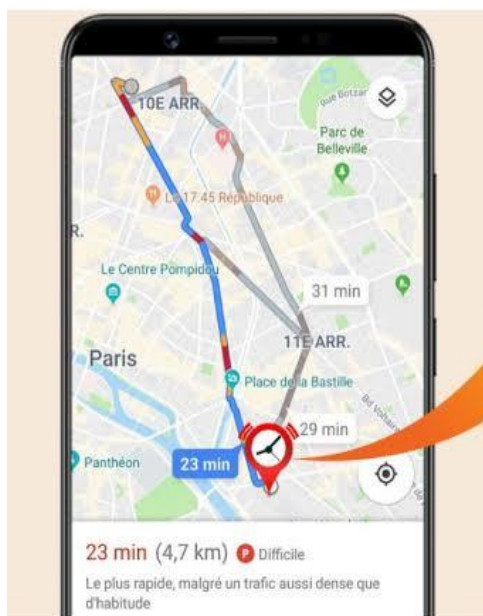 10E ARR.
Rue Botzar
Parc de
Belleville
Le 17.45 République
R.
Le Centre Pompidou
31 min
11E ARR.
Paris
Place de la Bastille
29 min
Bd Voltaire
23 min
Panthéon
23 min (4,7 km) P Difficile
Le plus rapide, malgré un trafic aussi dense que
d'habitude